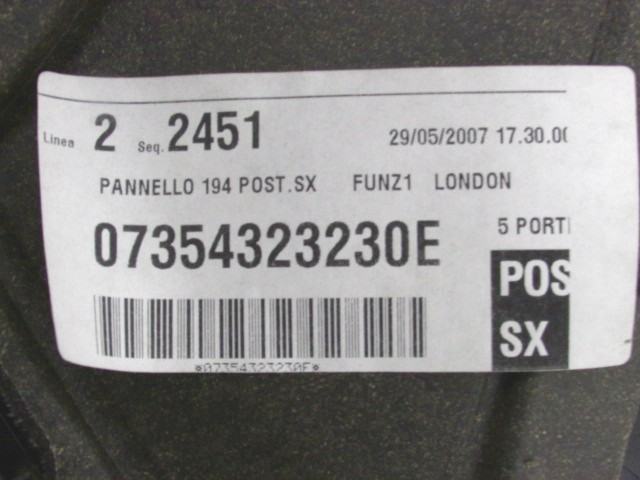 Linea 2 Seq. 2451 29/05/2007 17.30.00
PANNELLO 194 POST.SX FUNZ1 LONDON
07354323230E 5 PORTI
POS
SX
*07354323230E*